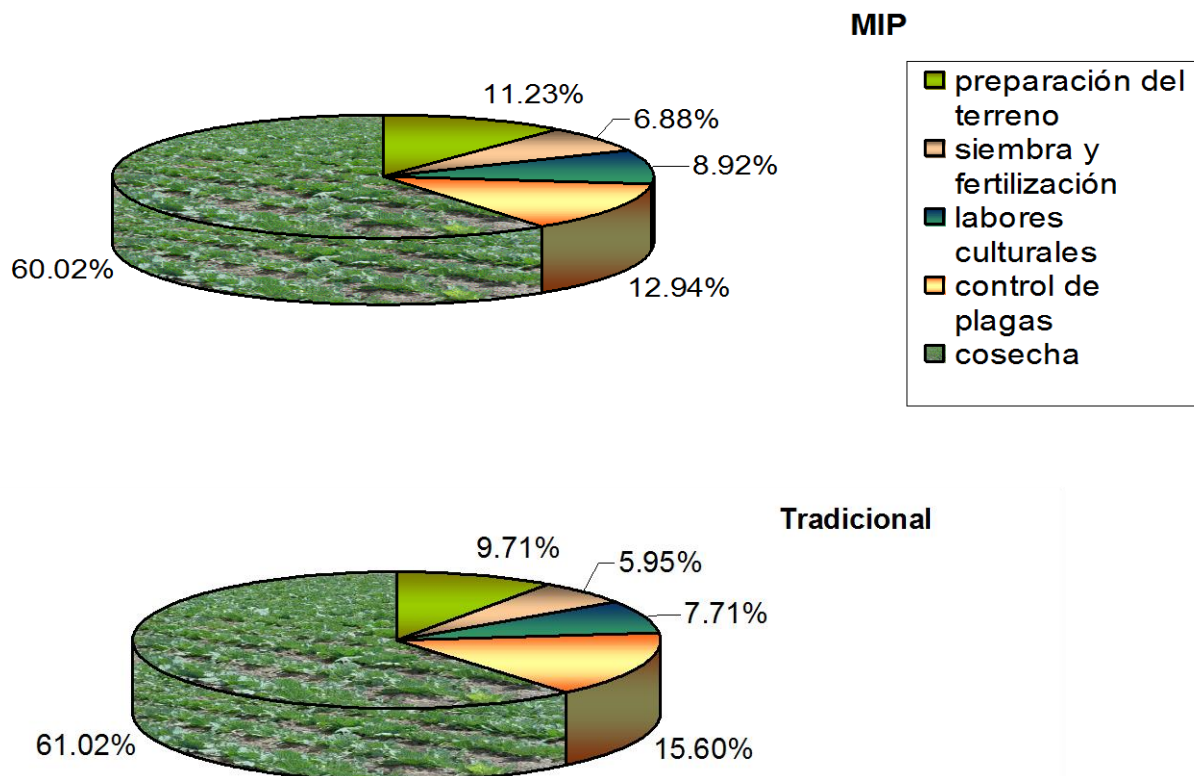 MIP
11.23%
6.88%
8.92%
12.94%
60.02%
preparación del
terreno
siembra y
fertilización
labores
culturales
control de
plagas
cosecha
Tradicional
9.71%
5.95%
7.71%
15.60%
61.02%